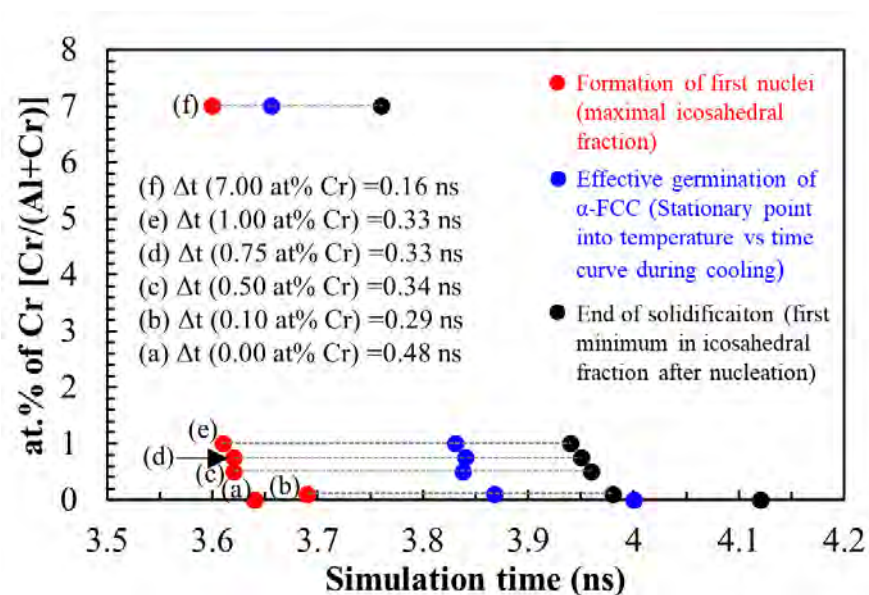 at.% of Cr [Cr/(Al+Cr)]
8
7
6
5
4
3
2
1
0
(f)
(f) Δt (7.00 at% Cr) =0.16 ns
(e) Δt (1.00 at% Cr) =0.33 ns
(d) Δt (0.75 at% Cr) =0.33 ns
(c) Δt (0.50 at% Cr) =0.34 ns
(b) Δt (0.10 at% Cr) =0.29 ns
(a) Δt (0.00 at% Cr) =0.48 ns
Formation of first nuclei
(maximal icosahedral
fraction)
Effective germination of
α-FCC (Stationary point
into temperature vs time
curve during cooling)
End of solidificaiton (first
minimum in icosahedral
fraction after nucleation)
(e)
(d)
(c)
(a)
(b)
3.5 3.6 3.7 3.8 3.9 4 4.1 4.2
Simulation time (ns)